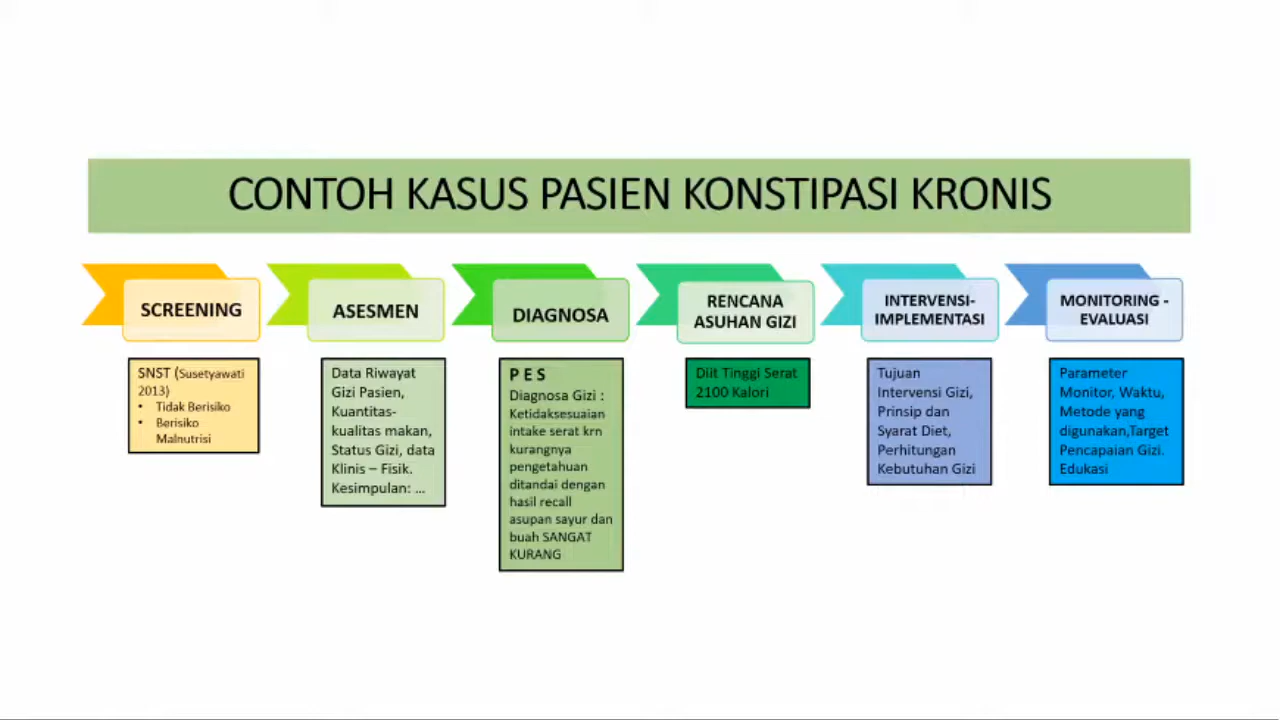 CONTOH KASUS PASIEN KONSTIPASI KRONIS
SCREENING
ASESMEN
DIAGNOSA
RENCANA
ASUHAN GIZI
INTERVENSI-
IMPLEMENTASI
MONITORING -
EVALUASI
SNST (Susetyawati
2013)
• Tidak Berisiko
• Berisiko
Malnutrisi
Data Riwayat
Gizi Pasien,
Kuantitas-
kualitas makan,
Status Gizi, data
Klinis – Fisik.
Kesimpulan: ...
P E S
Diagnosa Gizi :
Ketidaksesuaian
intake serat krn
kurangnya
pengetahuan
ditandai dengan
hasil recall
asupan sayur dan
buah SANGAT
KURANG
Diit Tinggi Serat
2100 Kalori
Tujuan
Intervensi Gizi,
Prinsip dan
Syarat Diet,
Perhitungan
Kebutuhan Gizi
Parameter
Monitor, Waktu,
Metode yang
digunakan,Target
Pencapaian Gizi.
Edukasi